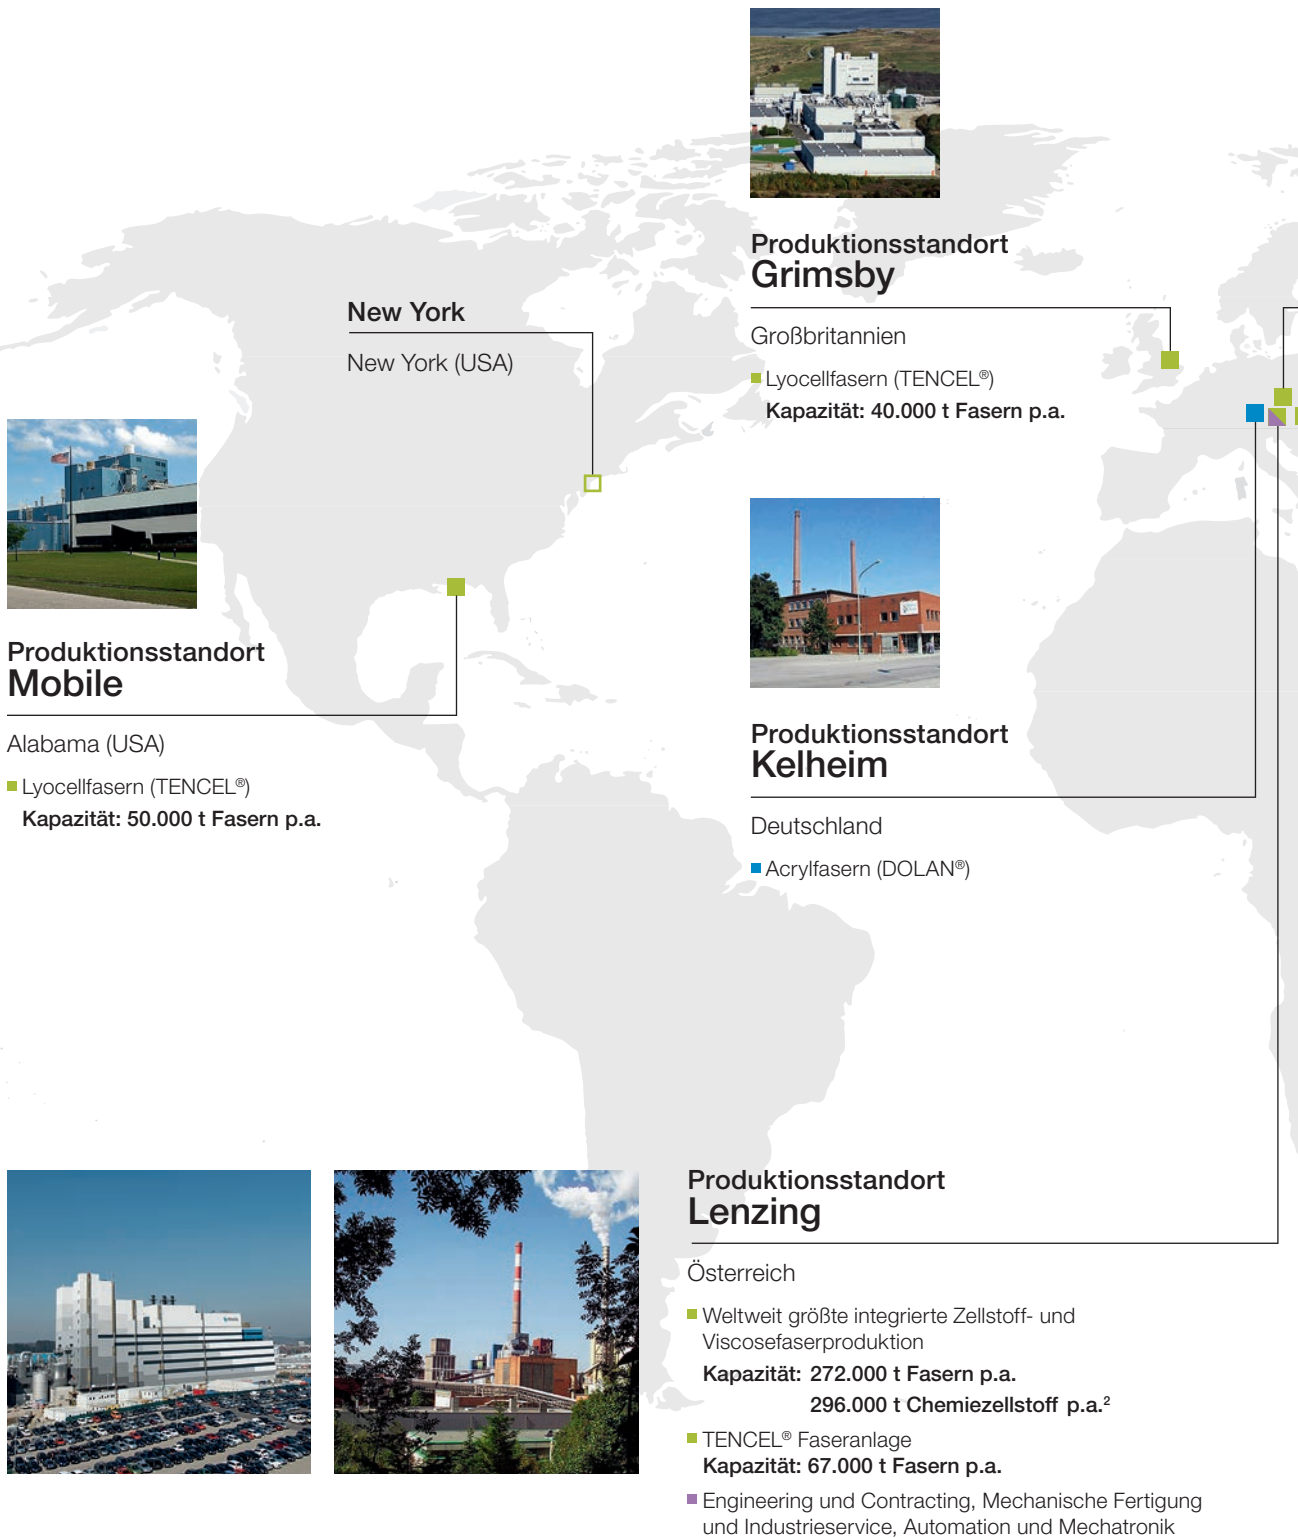 Produktionsstandort
Grimsby
Großbritannien
Lyocellfasern (TENCEL®)
Kapazität: 40.000 t Fasern p.a.
New York
New York (USA)
Produktionsstandort
Mobile
Alabama (USA)
Lyocellfasern (TENCEL®)
Kapazität: 50.000 t Fasern p.a.
Produktionsstandort
Kelheim
Deutschland
Acrylfasern (DOLAN®)
Produktionsstandort
Lenzing
Österreich
Weltweit größte integrierte Zellstoff- und
Viscosefaserproduktion
Kapazität: 272.000 t Fasern p.a.
296.000 t Chemiezellstoff p.a.²
TENCEL® Faseranlage
Kapazität: 67.000 t Fasern p.a.
Engineering und Contracting, Mechanische Fertigung
und Industrieservice, Automation und Mechatronik